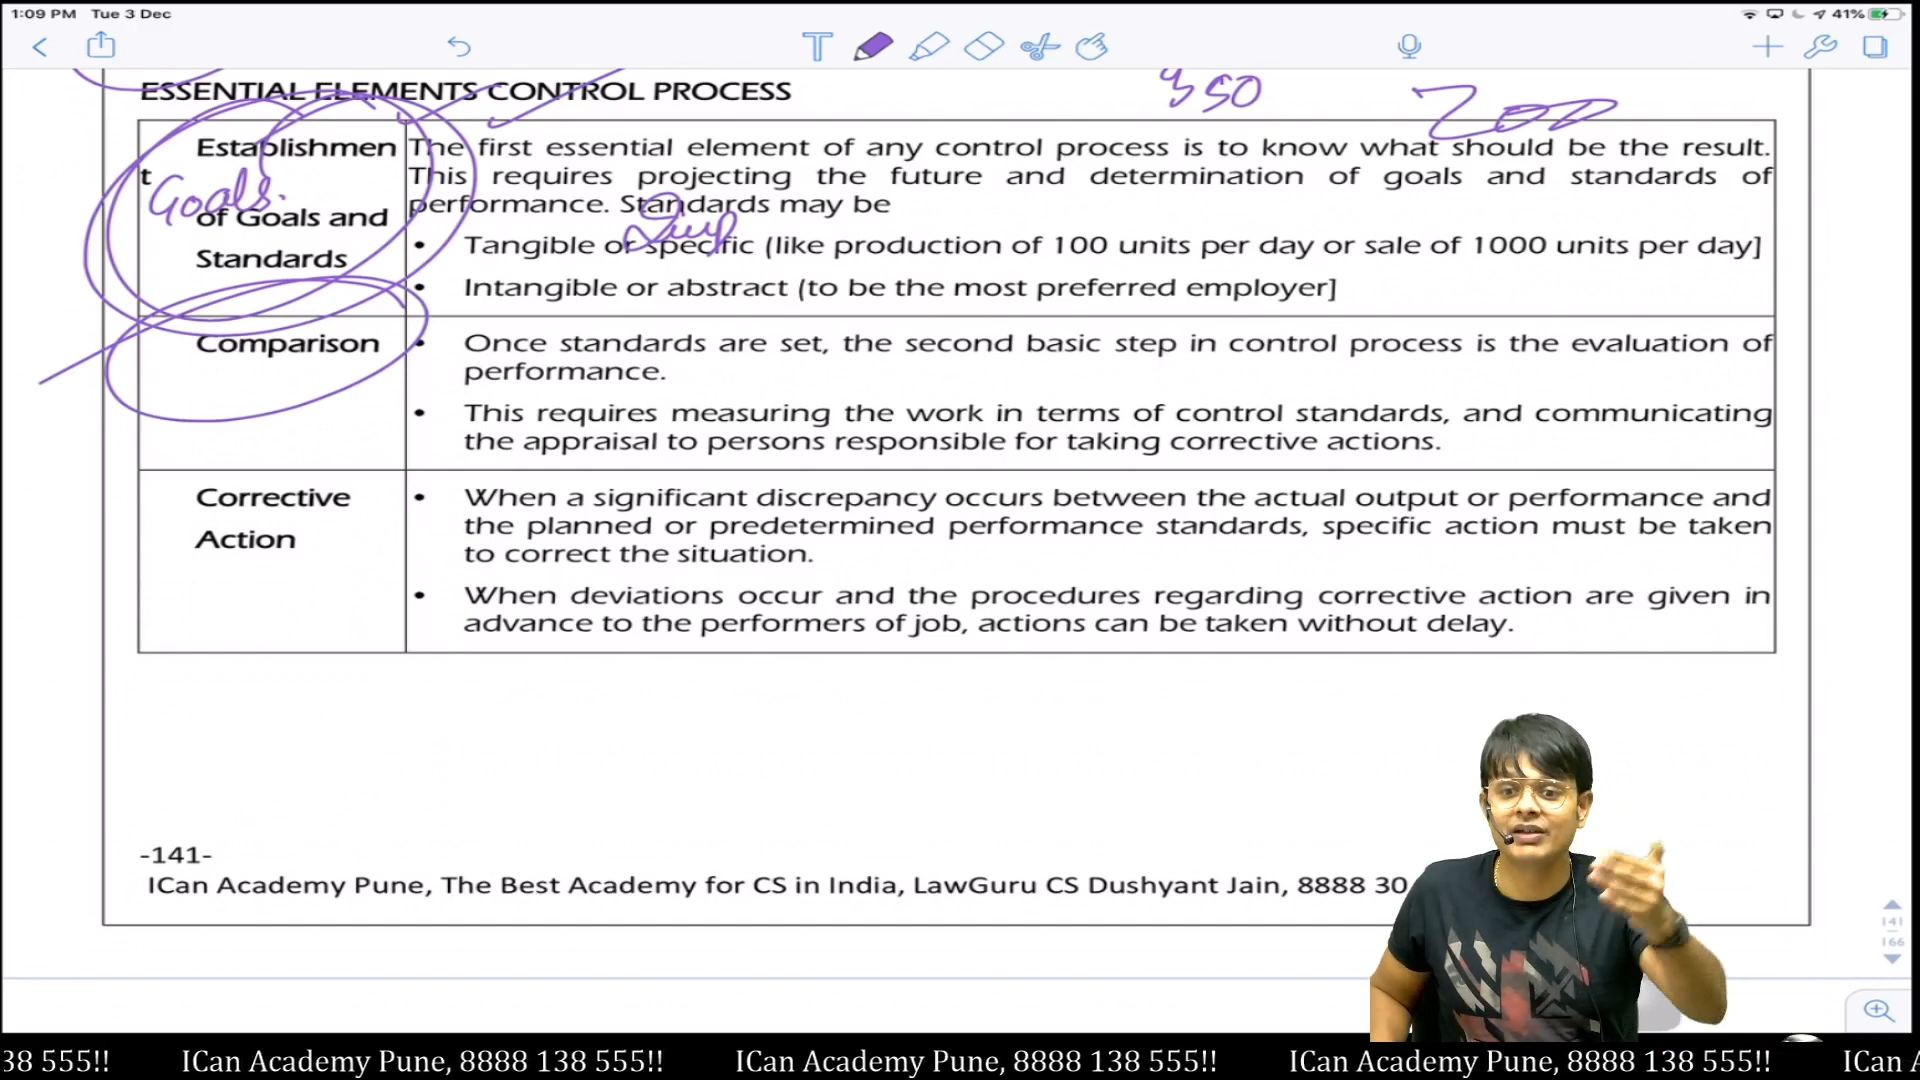 1:09 PM Tue 3 Dec
41%
ESSENTIAL ELEMENTS CONTROL PROCESS
350
200
Establishmen
t
of Goals and
Standards
Goals.
The first essential element of any control process is to know what should be the result.
This requires projecting the future and determination of goals and standards of
performance. Standards may be
• Tangible or specific (like production of 100 units per day or sale of 1000 units per day]
• Intangible or abstract (to be the most preferred employer]
Comparison
• Once standards are set, the second basic step in control process is the evaluation of
performance.
• This requires measuring the work in terms of control standards, and communicating
the appraisal to persons responsible for taking corrective actions.
Corrective
Action
• When a significant discrepancy occurs between the actual output or performance and
the planned or predetermined performance standards, specific action must be taken
to correct the situation.
• When deviations occur and the procedures regarding corrective action are given in
advance to the performers of job, actions can be taken without delay.
-141-
ICan Academy Pune, The Best Academy for CS in India, LawGuru CS Dushyant Jain, 8888 30
141
166
38 555!! ICan Academy Pune, 8888 138 555!! ICan Academy Pune, 8888 138 555!! ICan Academy Pune, 8888 138 555!! ICan A